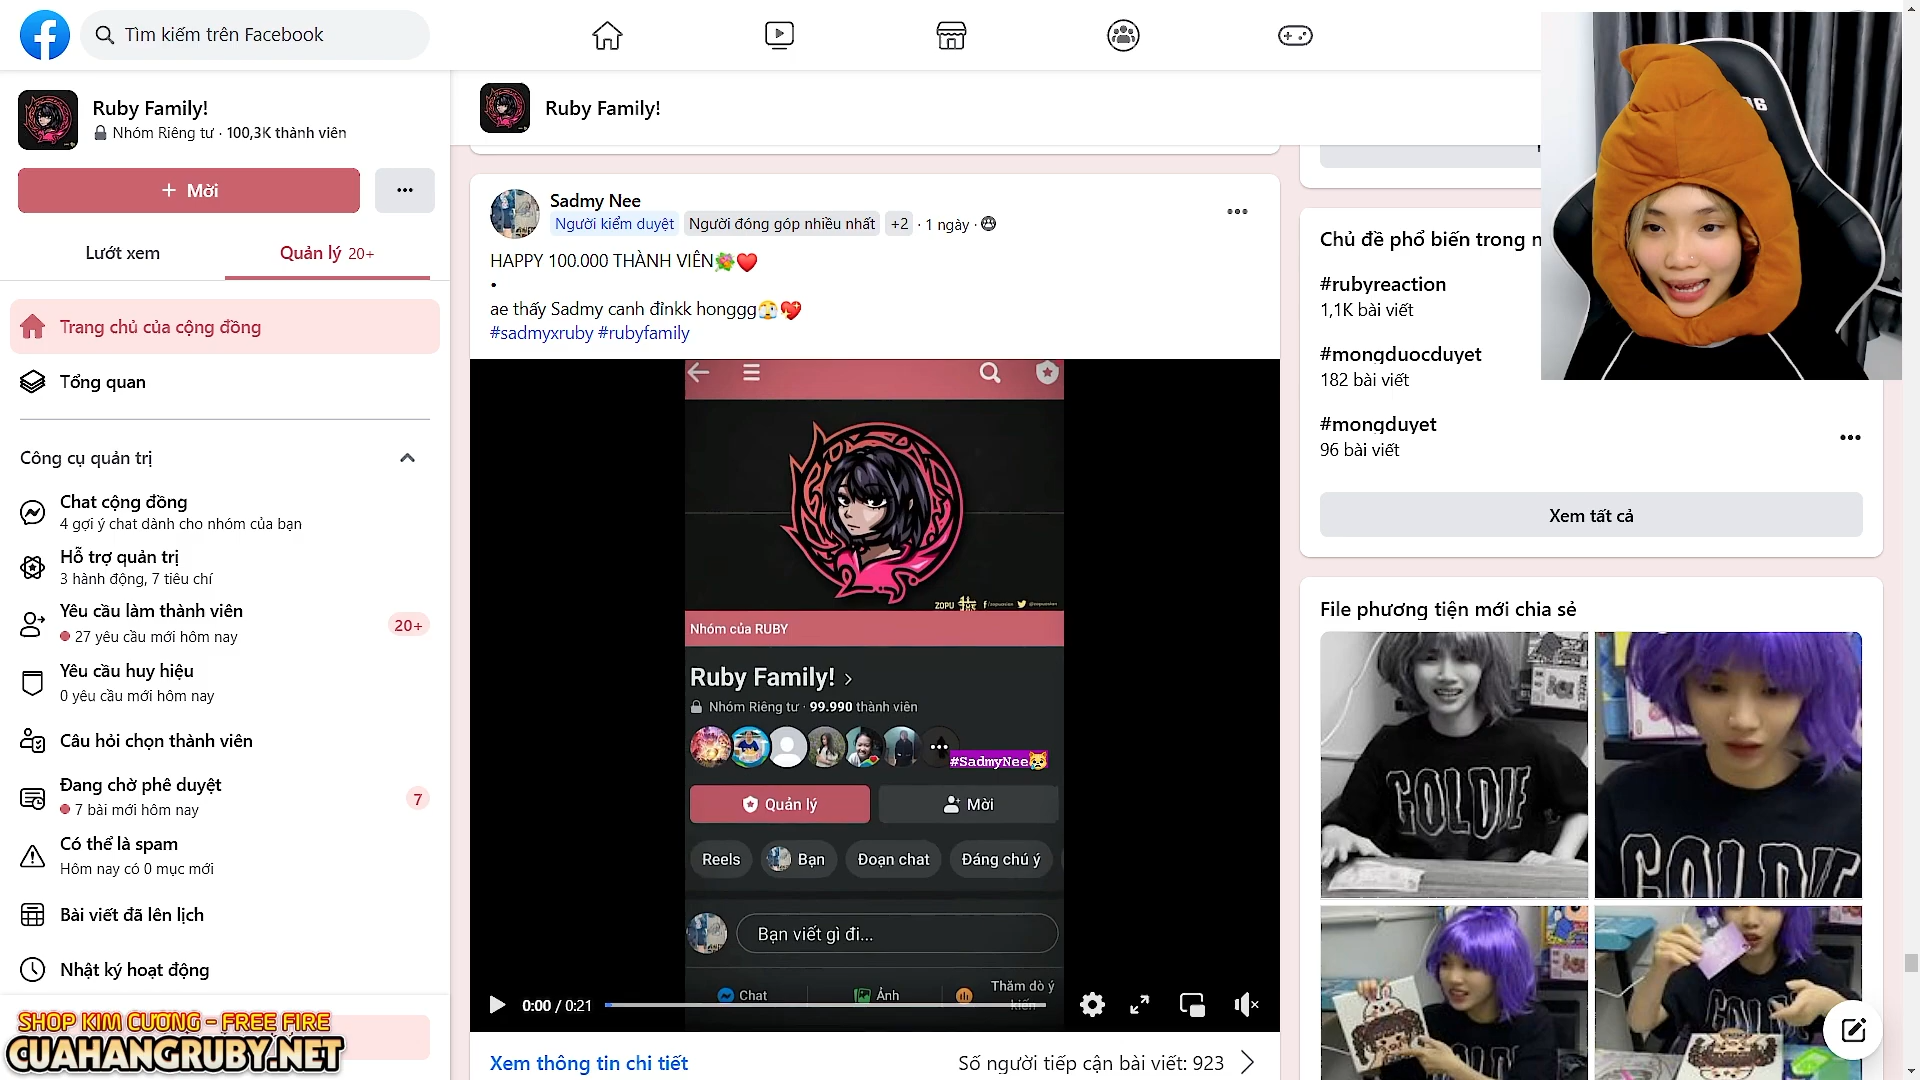 Tìm kiếm trên Facebook
Ruby Family!
Nhóm Riêng tư · 100,3K thành viên
+ Mời
Lướt xem
Quản lý 20+
Trang chủ của cộng đồng
Tổng quan
Công cụ quản trị
Chat cộng đồng
4 gợi ý chat dành cho nhóm của bạn
Hỗ trợ quản trị
3 hành động, 7 tiêu chí
Yêu cầu làm thành viên
27 yêu cầu mới hôm nay
20+
Yêu cầu huy hiệu
0 yêu cầu mới hôm nay
Câu hỏi chọn thành viên
Đang chờ phê duyệt
7 bài mới hôm nay
7
Có thể là spam
Hôm nay có 0 mục mới
Bài viết đã lên lịch
Nhật ký hoạt động
SHOP KIM CƯƠNG - FREE FIRE
CUAHANGRUBY.NET
Ruby Family!
Sadmy Nee
Người kiểm duyệt Người đóng góp nhiều nhất +2 · 1 ngày ·
HAPPY 100.000 THÀNH VIÊN💐❤️
•
ae thấy Sadmy canh đỉnkk honggg🫣💖
#sadmyxruby #rubyfamily
ZOPU
Nhóm của RUBY
Ruby Family! >
Nhóm Riêng tư · 99.990 thành viên
#SadmyNee😿
Quản lý
Mời
Reels
Bạn
Đoạn chat
Đáng chú ý
Bạn viết gì đi...
Chat
Ảnh
Thăm dò ý
kiến
0:00 / 0:21
Xem thông tin chi tiết
Số người tiếp cận bài viết: 923
Chủ đề phổ biến trong
#rubyreaction
1,1K bài viết
#mongduocduyet
182 bài viết
#mongduyet
96 bài viết
Xem tất cả
File phương tiện mới chia sẻ
GOLDIE
GOLDIE